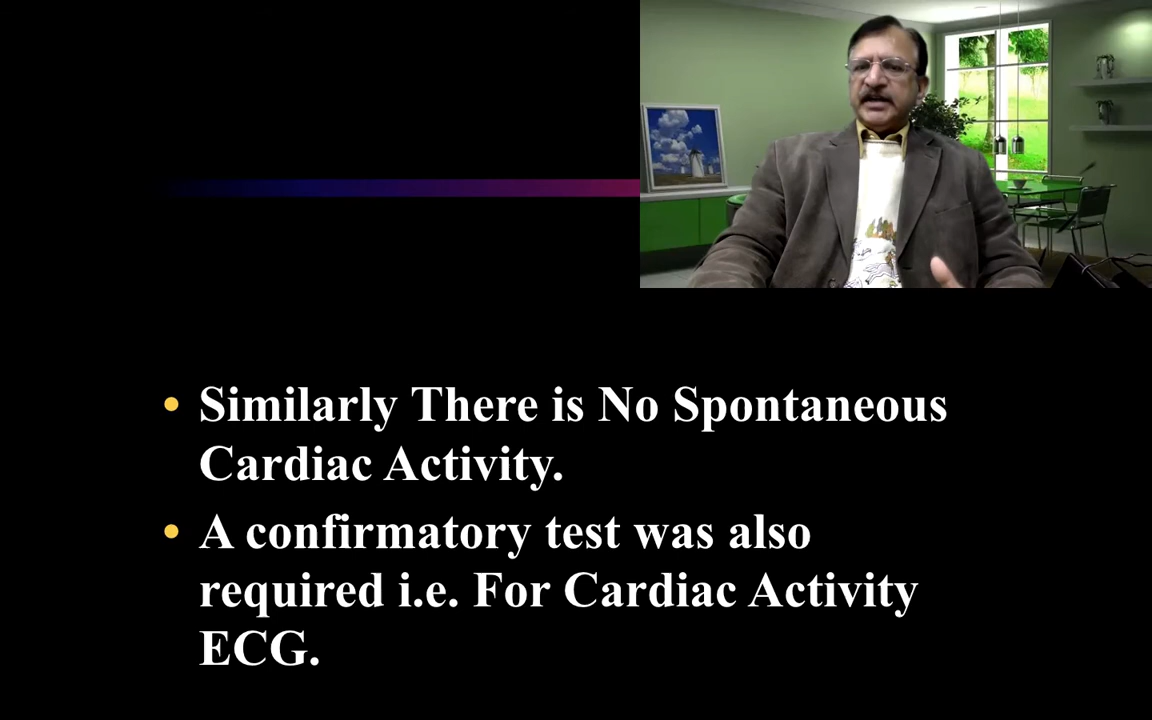 • Similarly There is No Spontaneous
Cardiac Activity.
• A confirmatory test was also
required i.e. For Cardiac Activity
ECG.